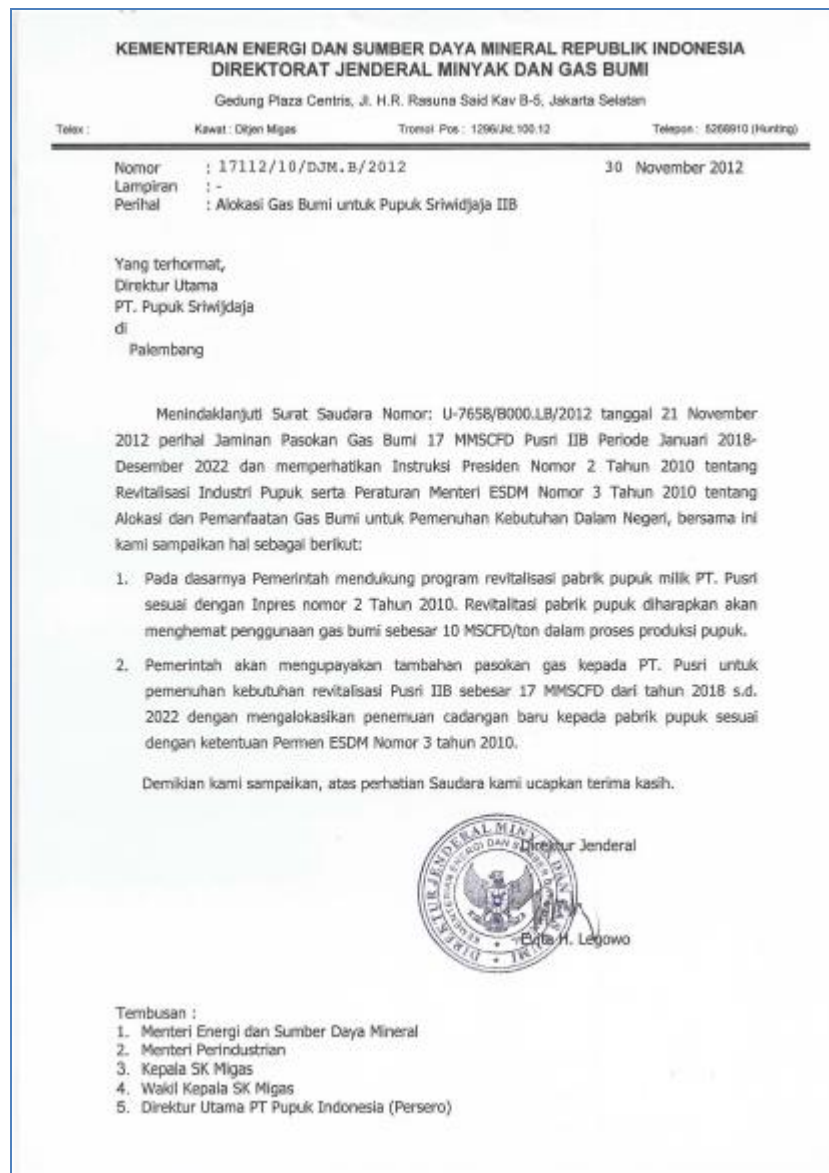 KEMENTERIAN ENERGI DAN SUMBER DAYA MINERAL REPUBLIK INDONESIA
DIREKTORAT JENDERAL MINYAK DAN GAS BUMI
Gedung Plaza Centris, Jl. H.R. Rasuna Said Kav B-5, Jakarta Selatan
Telex : Kawat : Ditjen Migas Tromol Pos : 1296/Jkt.100.12 Telepon : 5268910 (Hunting)
Nomor : 17112/10/DJM.B/2012 30 November 2012
Lampiran : -
Perihal : Alokasi Gas Bumi untuk Pupuk Sriwidjaja IIB
Yang terhormat,
Direktur Utama
PT. Pupuk Sriwijdaja
di
Palembang
Menindaklanjuti Surat Saudara Nomor: U-7658/B000.LB/2012 tanggal 21 November
2012 perihal Jaminan Pasokan Gas Bumi 17 MMSCFD Pusri IIB Periode Januari 2018-
Desember 2022 dan memperhatikan Instruksi Presiden Nomor 2 Tahun 2010 tentang
Revitalisasi Industri Pupuk serta Peraturan Menteri ESDM Nomor 3 Tahun 2010 tentang
Alokasi dan Pemanfaatan Gas Bumi untuk Pemenuhan Kebutuhan Dalam Negeri, bersama ini
kami sampaikan hal sebagai berikut:
1. Pada dasarnya Pemerintah mendukung program revitalisasi pabrik pupuk milik PT. Pusri
sesuai dengan Inpres nomor 2 Tahun 2010. Revitalitasi pabrik pupuk diharapkan akan
menghemat penggunaan gas bumi sebesar 10 MSCFD/ton dalam proses produksi pupuk.
2. Pemerintah akan mengupayakan tambahan pasokan gas kepada PT. Pusri untuk
pemenuhan kebutuhan revitalisasi Pusri IIB sebesar 17 MMSCFD dari tahun 2018 s.d.
2022 dengan mengalokasikan penemuan cadangan baru kepada pabrik pupuk sesuai
dengan ketentuan Permen ESDM Nomor 3 tahun 2010.
Demikian kami sampaikan, atas perhatian Saudara kami ucapkan terima kasih.
Direktur Jenderal
DIREKTUR JENDERAL MINYAK DAN GAS BUMI
KEMENTERIAN ENERGI DAN SUMBER DAYA
Evita H. Legowo
Tembusan :
1. Menteri Energi dan Sumber Daya Mineral
2. Menteri Perindustrian
3. Kepala SK Migas
4. Wakil Kepala SK Migas
5. Direktur Utama PT Pupuk Indonesia (Persero)